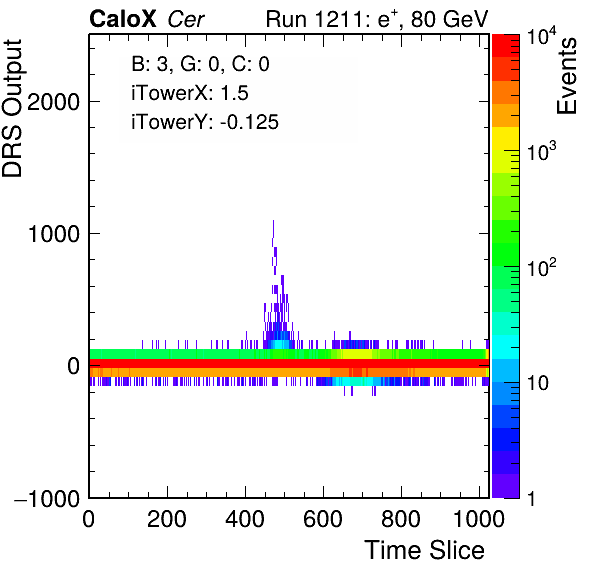 CaloX Cer Run 1211: e+, 80 GeV
B: 3, G: 0, C: 0
iTowerX: 1.5
iTowerY: -0.125
DRS Output
2000
1000
0
−1000
0 200 400 600 800 1000
Time Slice
Events
10^4
10^3
10^2
10
1